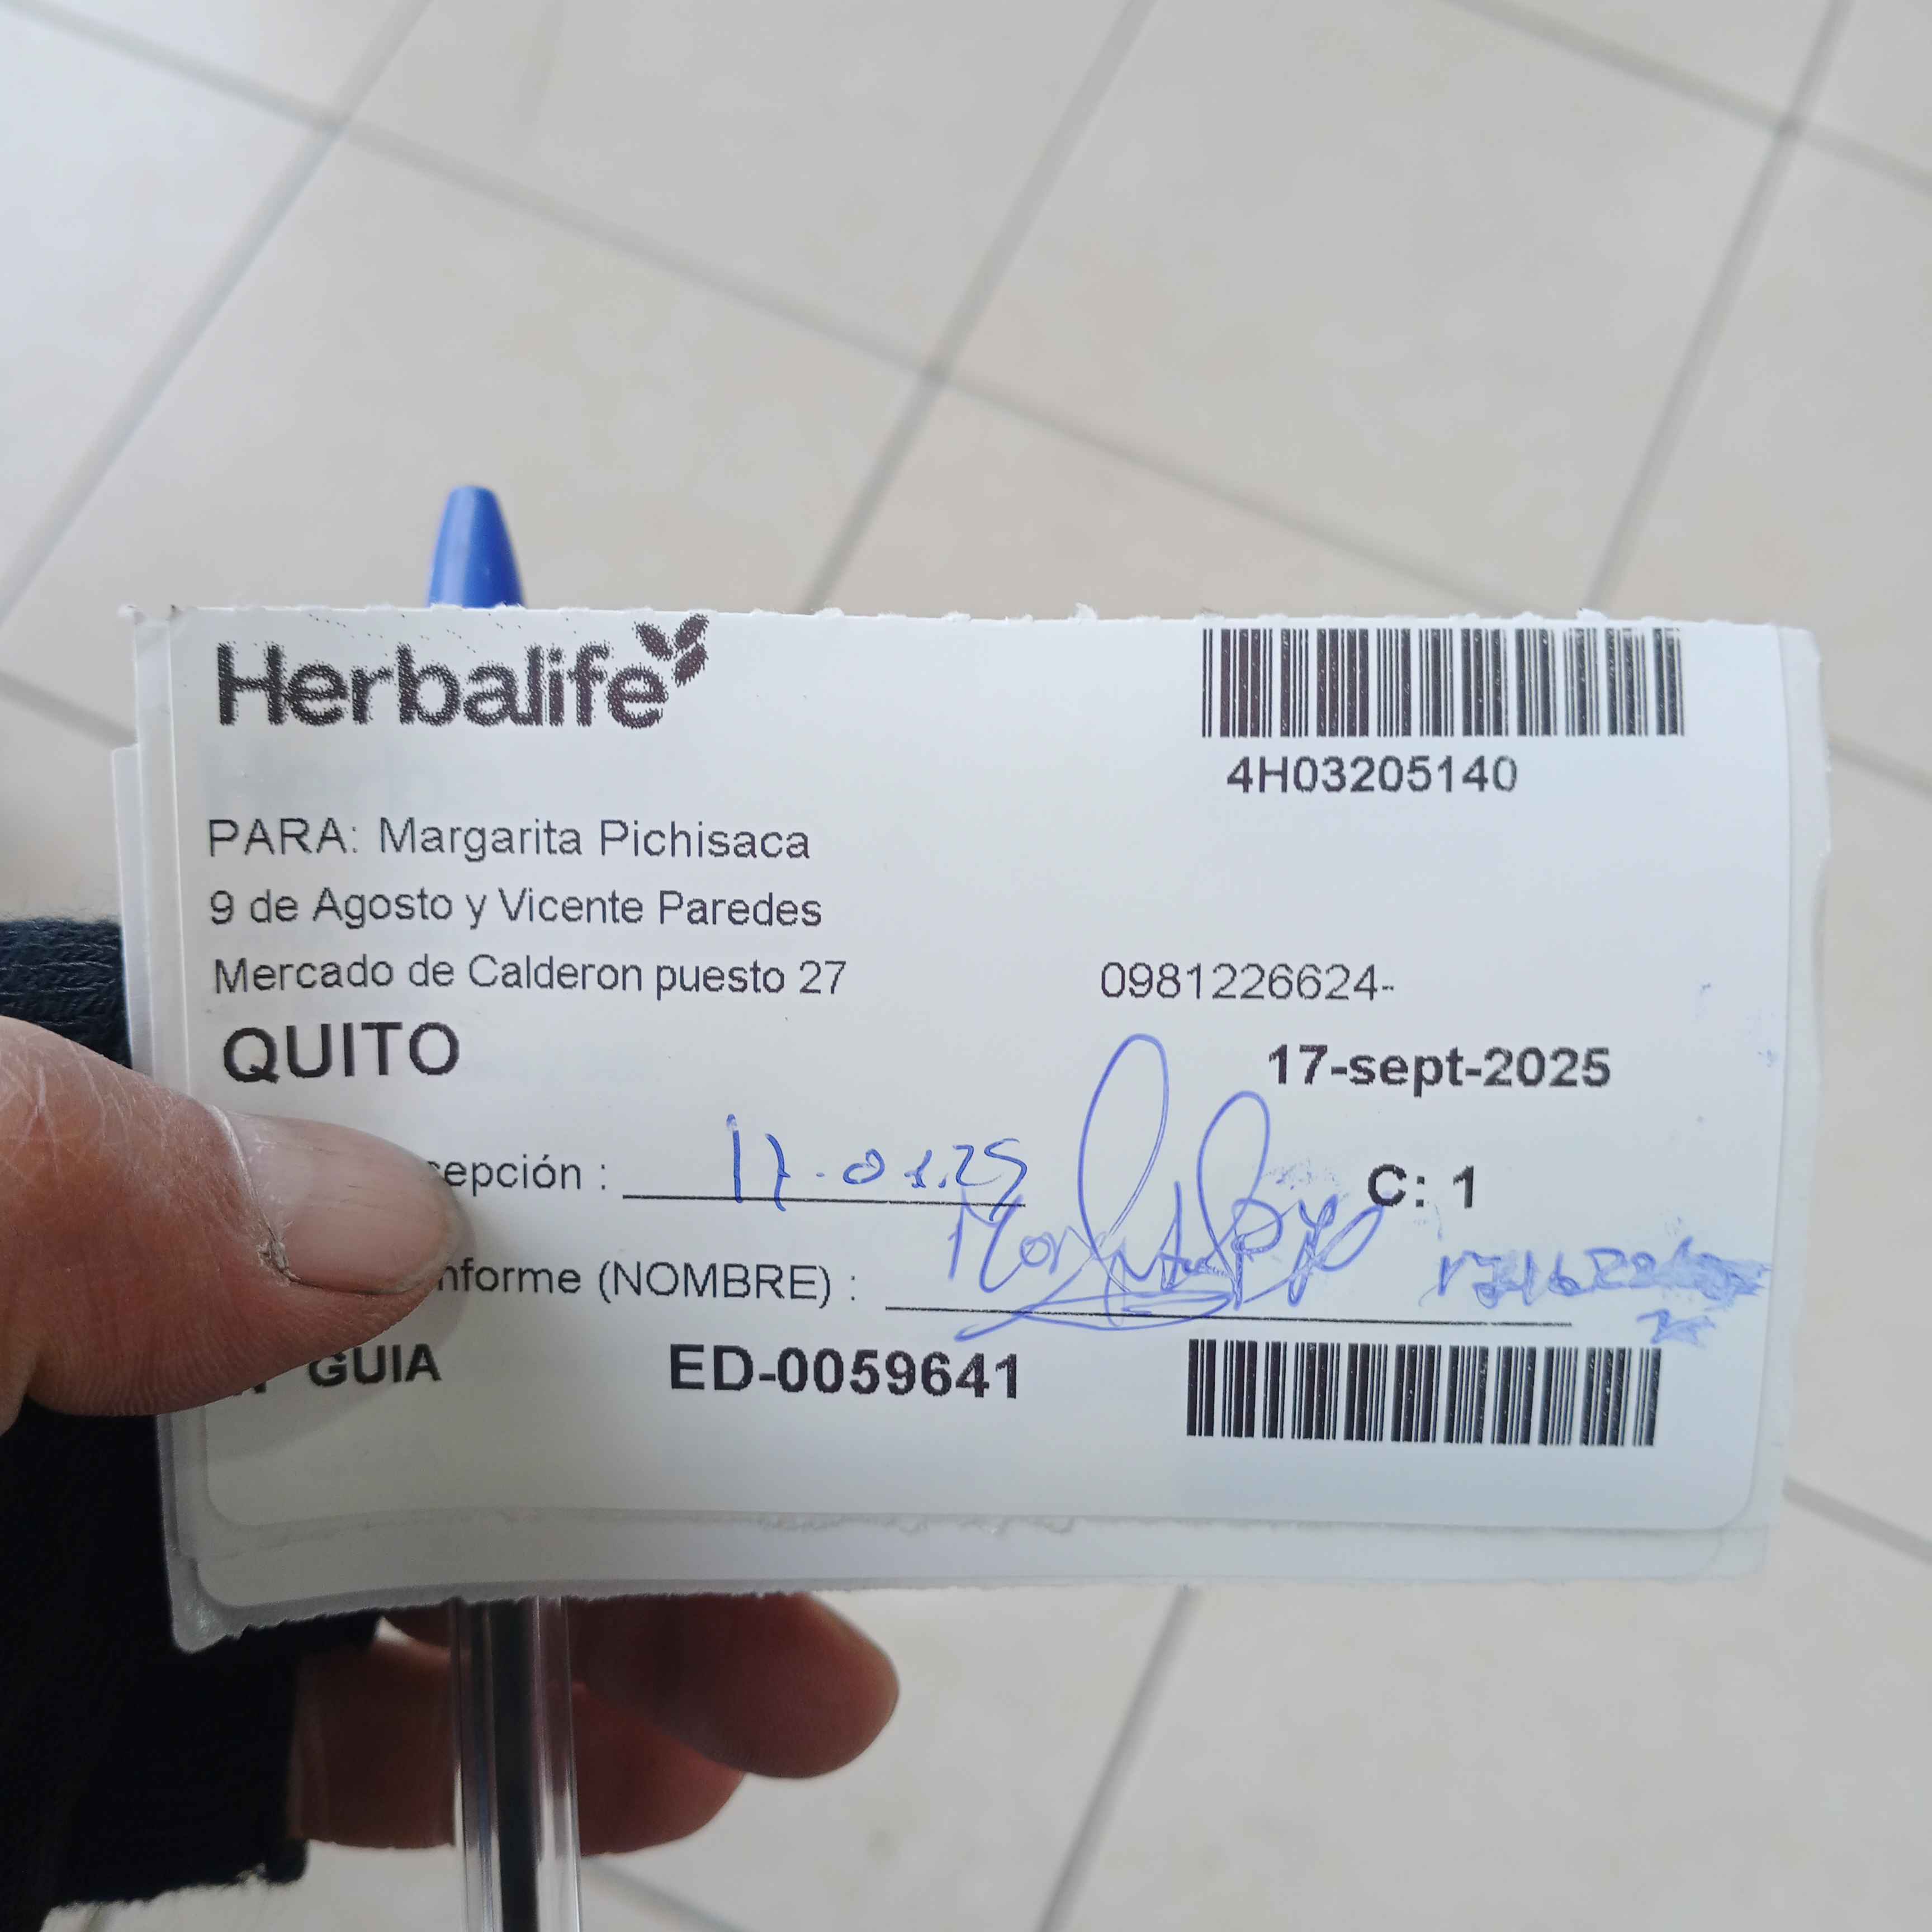 Herbalife
4H03205140
PARA: Margarita Pichisaca
9 de Agosto y Vicente Paredes
Mercado de Calderon puesto 27 0981226624-
QUITO 17-sept-2025
epción : C: 1
nforme (NOMBRE) :
GUIA ED-0059641